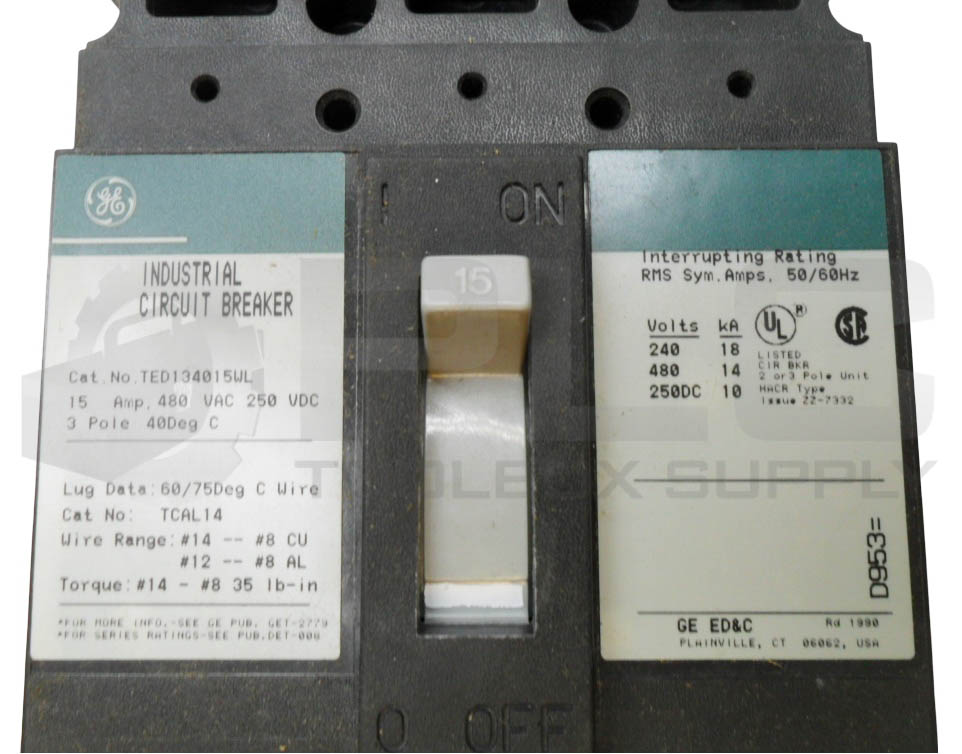 GE
INDUSTRIAL
CIRCUIT BREAKER
Cat.No.TED134015WL
15 Amp, 480 VAC 250 VDC
3 Pole 40Deg C
Lug Data: 60/75Deg C Wire
Cat No: TCAL14
Wire Range: #14 -- #8 CU
#12 -- #8 AL
Torque: #14 - #8 35 lb-in
*FOR MORE INFO.-SEE GE PUB. GET-2779
*FOR SERIES RATINGS-SEE PUB.DET-008
I ON
15
O OFF
Interrupting Rating
RMS Sym.Amps. 50/60Hz
Volts kA
240 18
480 14
250DC 10
UL ®
LISTED
CIR BKR
2 or 3 Pole Unit
HACR Type
Issue ZZ-7332
D953=
GE ED&C Rd 1990
PLAINVILLE, CT 06062, USA
PLC
TOOLBOX SUPPLY